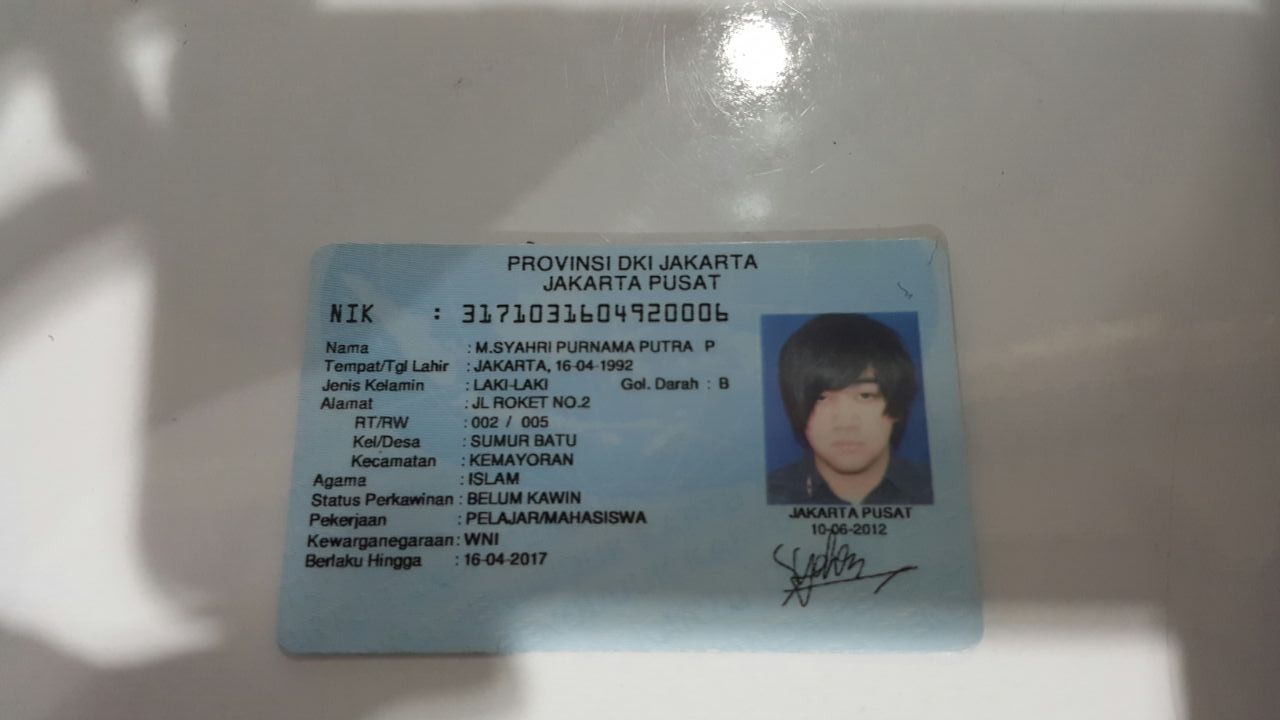 PROVINSI DKI JAKARTA
JAKARTA PUSAT
NIK : 3171031604920006
Nama : M.SYAHRI PURNAMA PUTRA P
Tempat/Tgl Lahir : JAKARTA, 16-04-1992
Jenis Kelamin : LAKI-LAKI Gol. Darah : B
Alamat : JL ROKET NO.2
RT/RW : 002 / 005
Kel/Desa : SUMUR BATU
Kecamatan : KEMAYORAN
Agama : ISLAM
Status Perkawinan : BELUM KAWIN
Pekerjaan : PELAJAR/MAHASISWA
Kewarganegaraan : WNI
Berlaku Hingga : 16-04-2017
JAKARTA PUSAT
10-06-2012